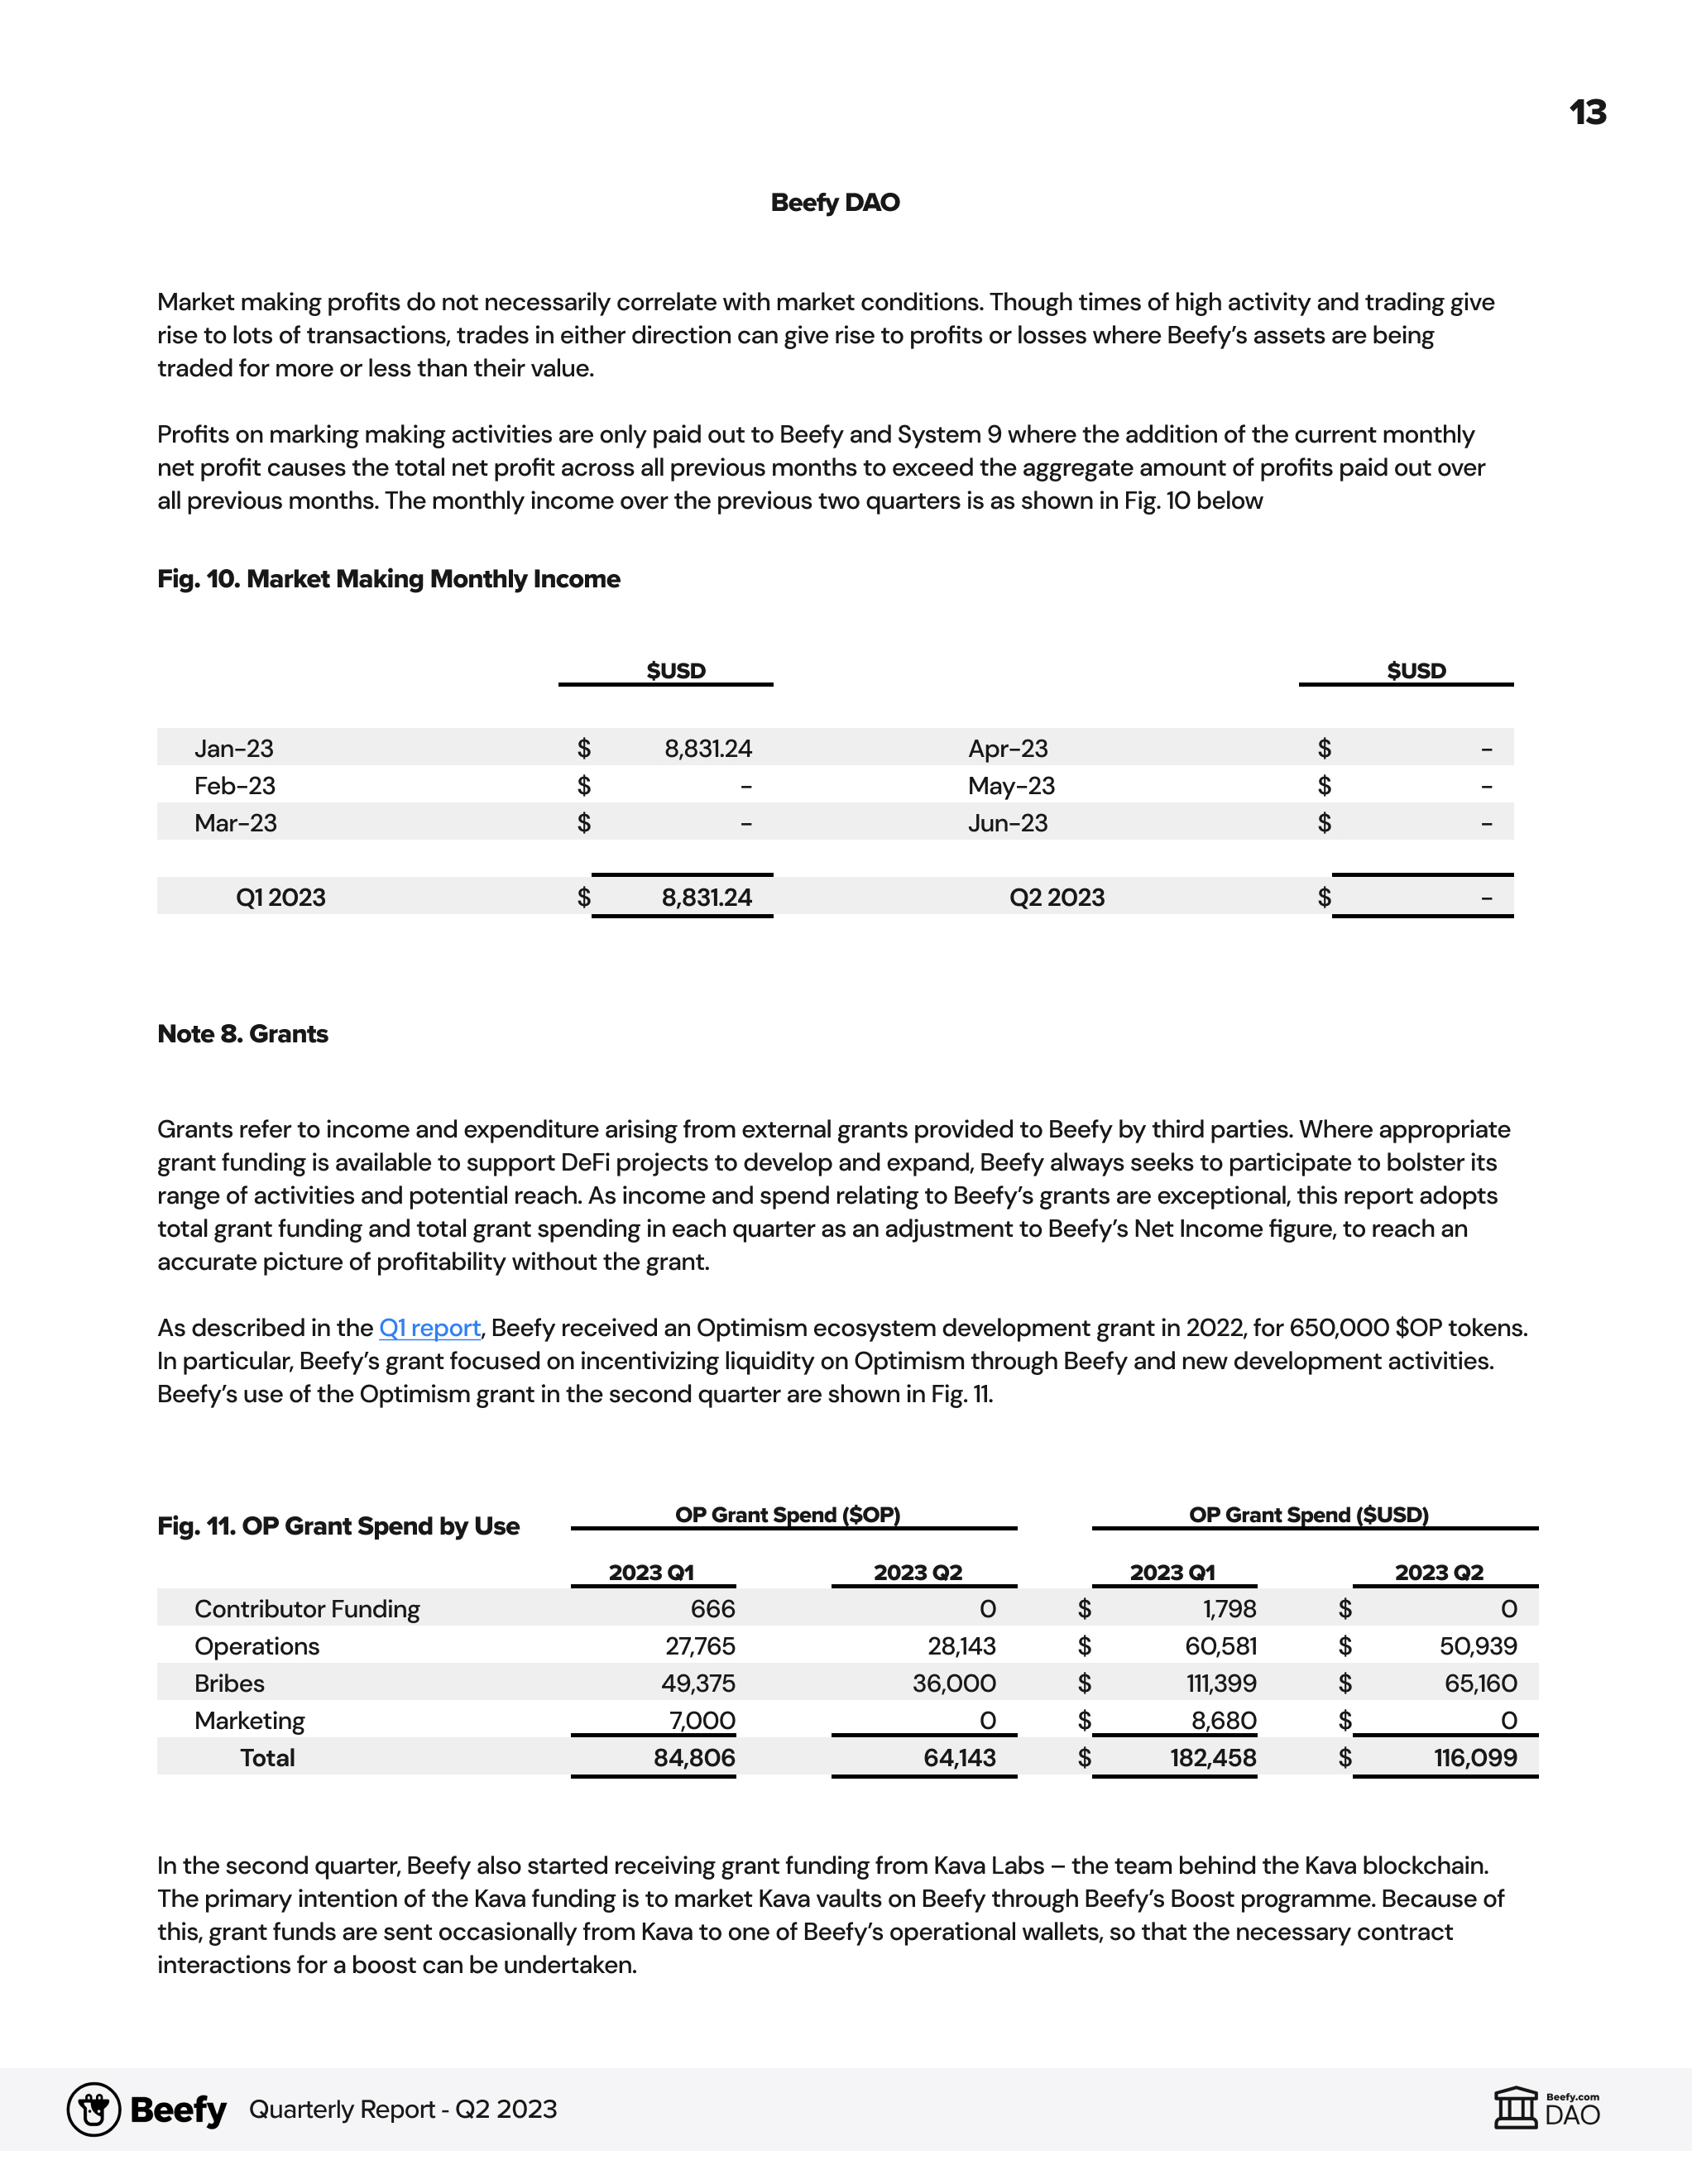 13
Beefy DAO
Market making profits do not necessarily correlate with market conditions. Though times of high activity and trading give
rise to lots of transactions, trades in either direction can give rise to profits or losses where Beefy’s assets are being
traded for more or less than their value.
Profits on marking making activities are only paid out to Beefy and System 9 where the addition of the current monthly
net profit causes the total net profit across all previous months to exceed the aggregate amount of profits paid out over
all previous months. The monthly income over the previous two quarters is as shown in Fig. 10 below
Fig. 10. Market Making Monthly Income
$USD $USD
Jan-23 $ 8,831.24 Apr-23 $ -
Feb-23 $ - May-23 $ -
Mar-23 $ - Jun-23 $ -
Q1 2023 $ 8,831.24 Q2 2023 $ -
Note 8. Grants
Grants refer to income and expenditure arising from external grants provided to Beefy by third parties. Where appropriate
grant funding is available to support DeFi projects to develop and expand, Beefy always seeks to participate to bolster its
range of activities and potential reach. As income and spend relating to Beefy’s grants are exceptional, this report adopts
total grant funding and total grant spending in each quarter as an adjustment to Beefy’s Net Income figure, to reach an
accurate picture of profitability without the grant.
As described in the Q1 report, Beefy received an Optimism ecosystem development grant in 2022, for 650,000 $OP tokens.
In particular, Beefy’s grant focused on incentivizing liquidity on Optimism through Beefy and new development activities.
Beefy’s use of the Optimism grant in the second quarter are shown in Fig. 11.
Fig. 11. OP Grant Spend by Use OP Grant Spend ($OP) OP Grant Spend ($USD)
2023 Q1 2023 Q2 2023 Q1 2023 Q2
Contributor Funding 666 0 $ 1,798 $ 0
Operations 27,765 28,143 $ 60,581 $ 50,939
Bribes 49,375 36,000 $ 111,399 $ 65,160
Marketing 7,000 0 $ 8,680 $ 0
Total 84,806 64,143 $ 182,458 $ 116,099
In the second quarter, Beefy also started receiving grant funding from Kava Labs – the team behind the Kava blockchain.
The primary intention of the Kava funding is to market Kava vaults on Beefy through Beefy’s Boost programme. Because of
this, grant funds are sent occasionally from Kava to one of Beefy’s operational wallets, so that the necessary contract
interactions for a boost can be undertaken.
Beefy Quarterly Report - Q2 2023
Beefy.com
DAO